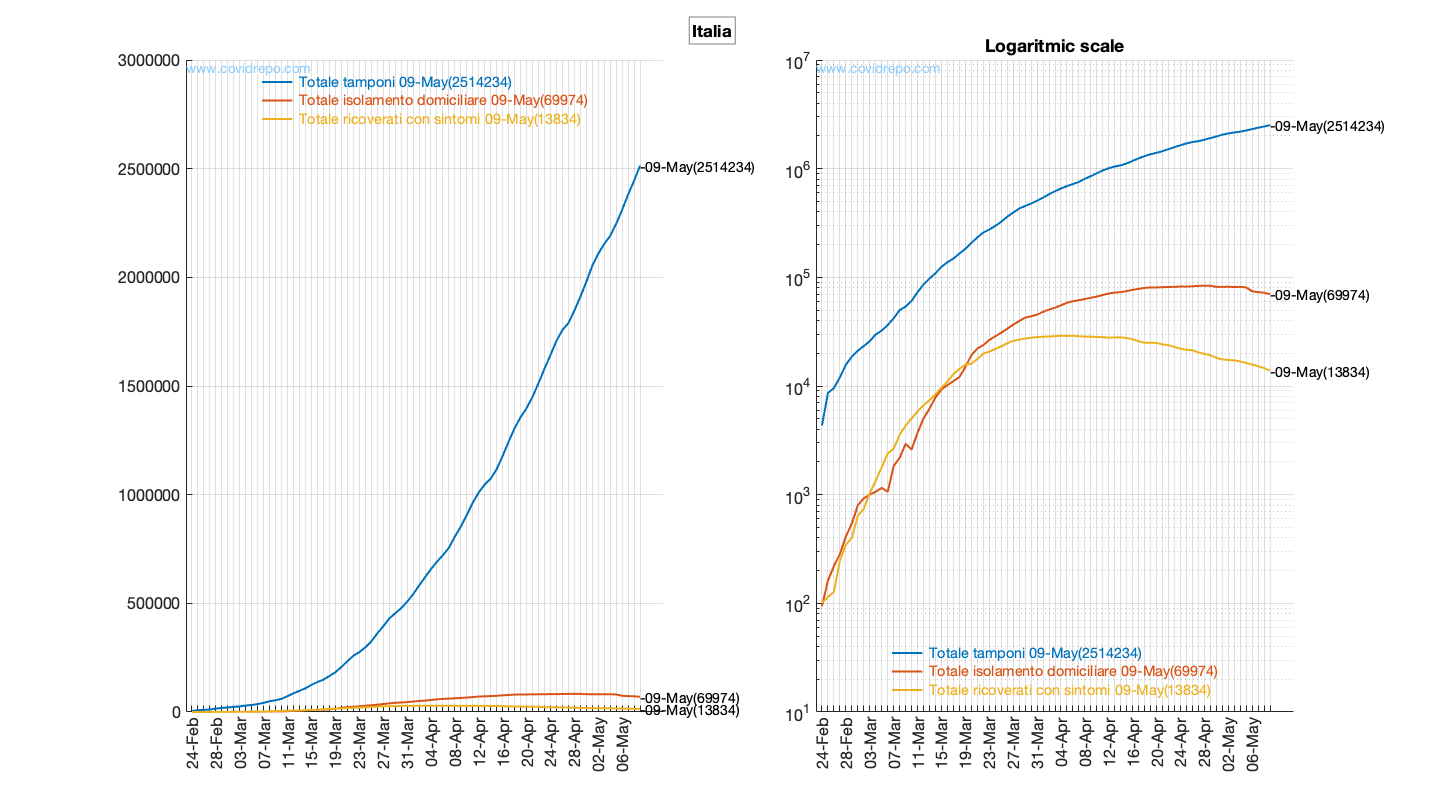 Italia
3000000
2500000
2000000
1500000
1000000
500000
0
www.covidrepo.com
Totale tamponi 09-May(2514234)
Totale isolamento domiciliare 09-May(69974)
Totale ricoverati con sintomi 09-May(13834)
-09-May(2514234)
-09-May(69974)
-09-May(13834)
24-Feb
28-Feb
03-Mar
07-Mar
11-Mar
15-Mar
19-Mar
23-Mar
27-Mar
31-Mar
04-Apr
08-Apr
12-Apr
16-Apr
20-Apr
24-Apr
28-Apr
02-May
06-May
Logaritmic scale
10^7
10^6
10^5
10^4
10^3
10^2
10^1
www.covidrepo.com
-09-May(2514234)
-09-May(69974)
-09-May(13834)
Totale tamponi 09-May(2514234)
Totale isolamento domiciliare 09-May(69974)
Totale ricoverati con sintomi 09-May(13834)
24-Feb
28-Feb
03-Mar
07-Mar
11-Mar
15-Mar
19-Mar
23-Mar
27-Mar
31-Mar
04-Apr
08-Apr
12-Apr
16-Apr
20-Apr
24-Apr
28-Apr
02-May
06-May